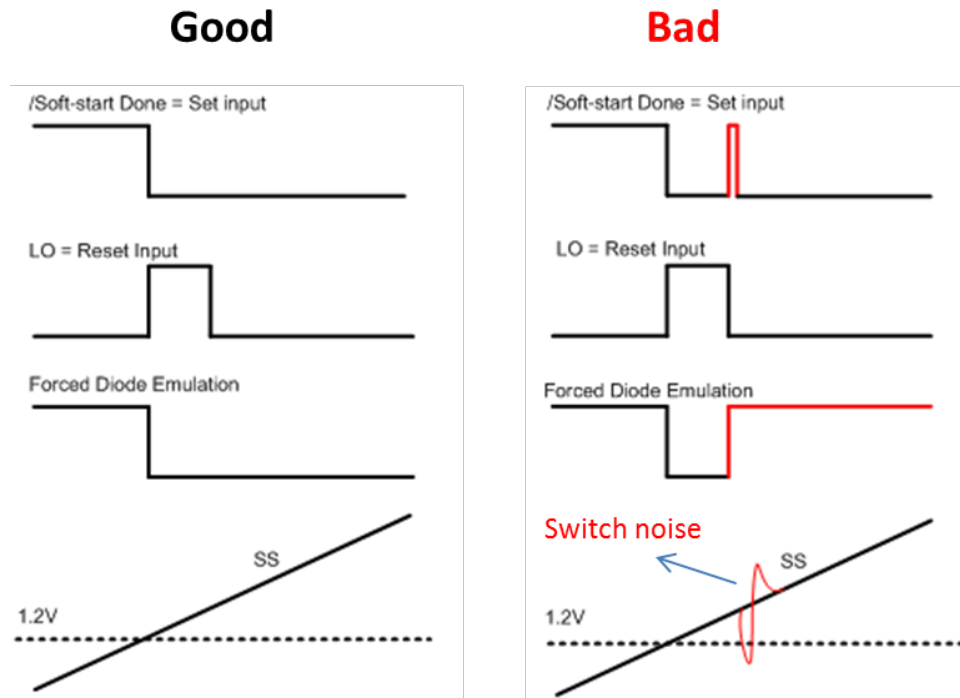 Good
/Soft-start Done = Set input
LO = Reset Input
Forced Diode Emulation
SS
1.2V
Bad
/Soft-start Done = Set input
LO = Reset Input
Forced Diode Emulation
Switch noise
SS
1.2V